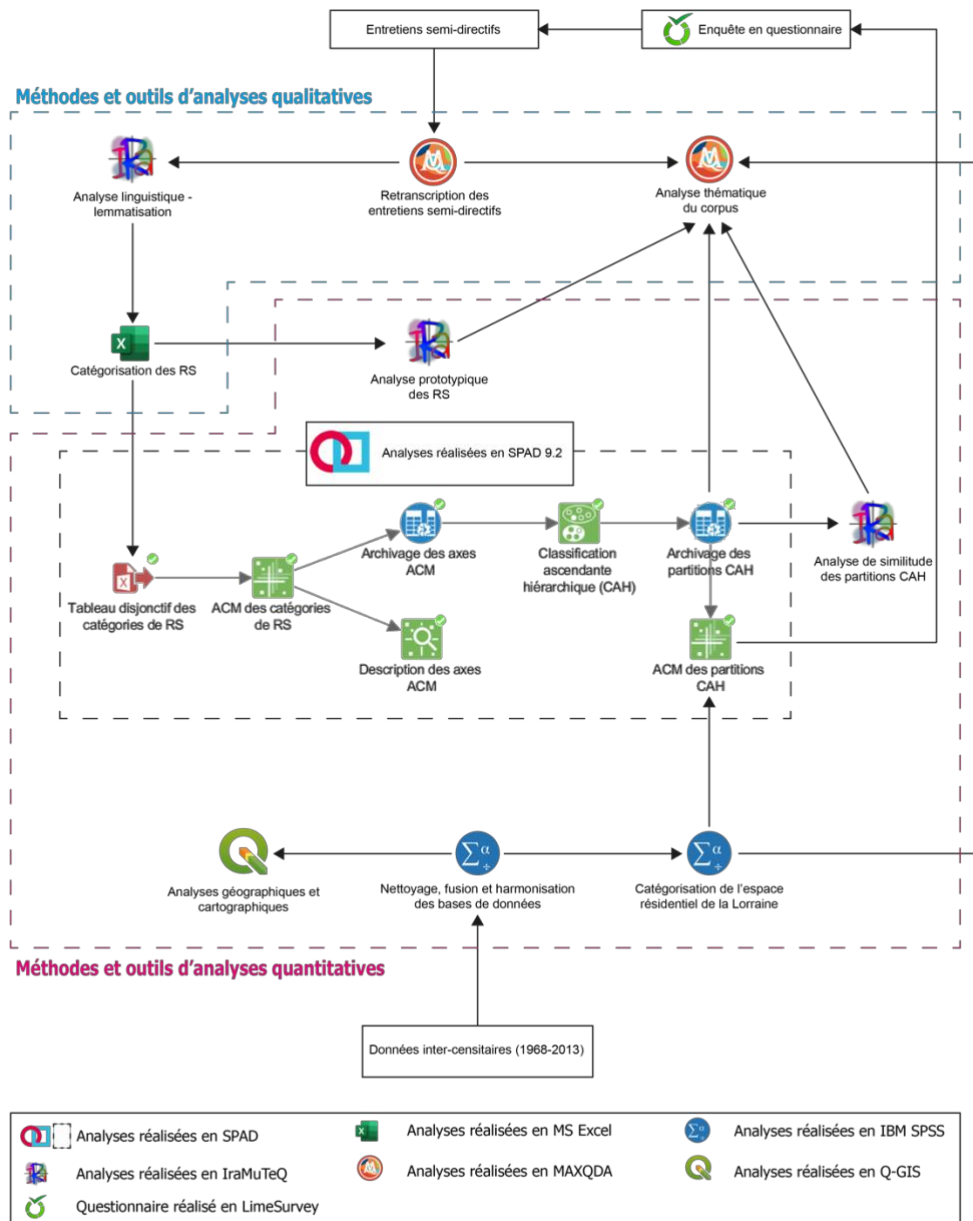 Entretiens semi-directifs
Enquête en questionnaire
Méthodes et outils d'analyses qualitatives
Analyse linguistique -
lemmatisation
Retranscription des
entretiens semi-directifs
Analyse thématique
du corpus
Catégorisation des RS
Analyse prototypique
des RS
Analyses réalisées en SPAD 9.2
Archivage des axes
ACM
Classification
ascendante
hiérarchique (CAH)
Archivage des
partitions CAH
Analyse de similitude
des partitions CAH
Tableau disjonctif des
catégories de RS
ACM des catégories
de RS
Description des axes
ACM
ACM des partitions
CAH
Analyses géographiques et
cartographiques
Nettoyage, fusion et harmonisation
des bases de données
Catégorisation de l'espace
résidentiel de la Lorraine
Méthodes et outils d'analyses quantitatives
Données inter-censitaires (1968-2013)
Analyses réalisées en SPAD
Analyses réalisées en MS Excel
Analyses réalisées en IBM SPSS
Analyses réalisées en IraMuTeQ
Analyses réalisées en MAXQDA
Analyses réalisées en Q-GIS
Questionnaire réalisé en LimeSurvey